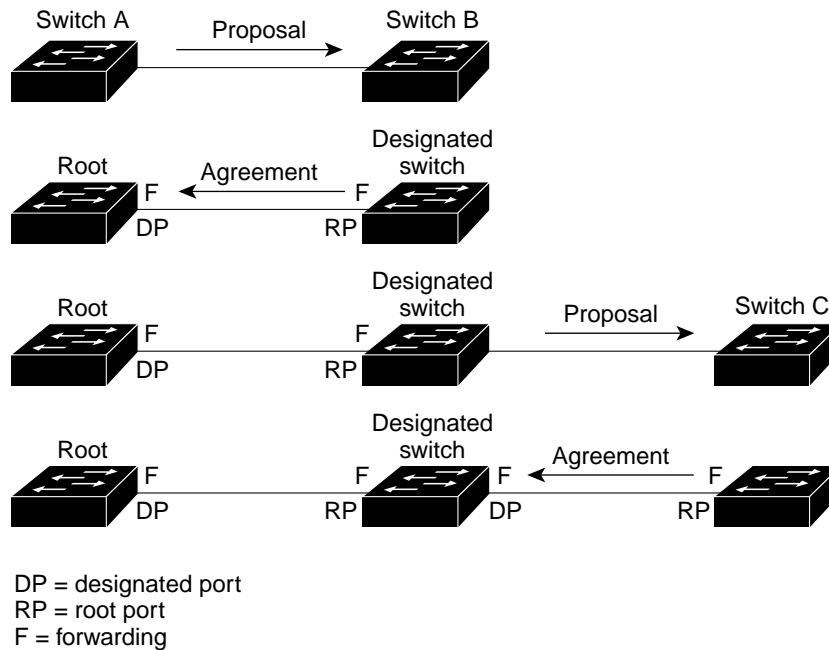 Switch A
Proposal
Switch B
Designated
switch
Root
Agreement
F
F
DP
RP
Designated
switch
Root
Proposal
Switch C
F
F
DP
RP
Designated
switch
Root
Agreement
F
F
F
F
DP
RP
DP
RP
DP = designated port
RP = root port
F = forwarding